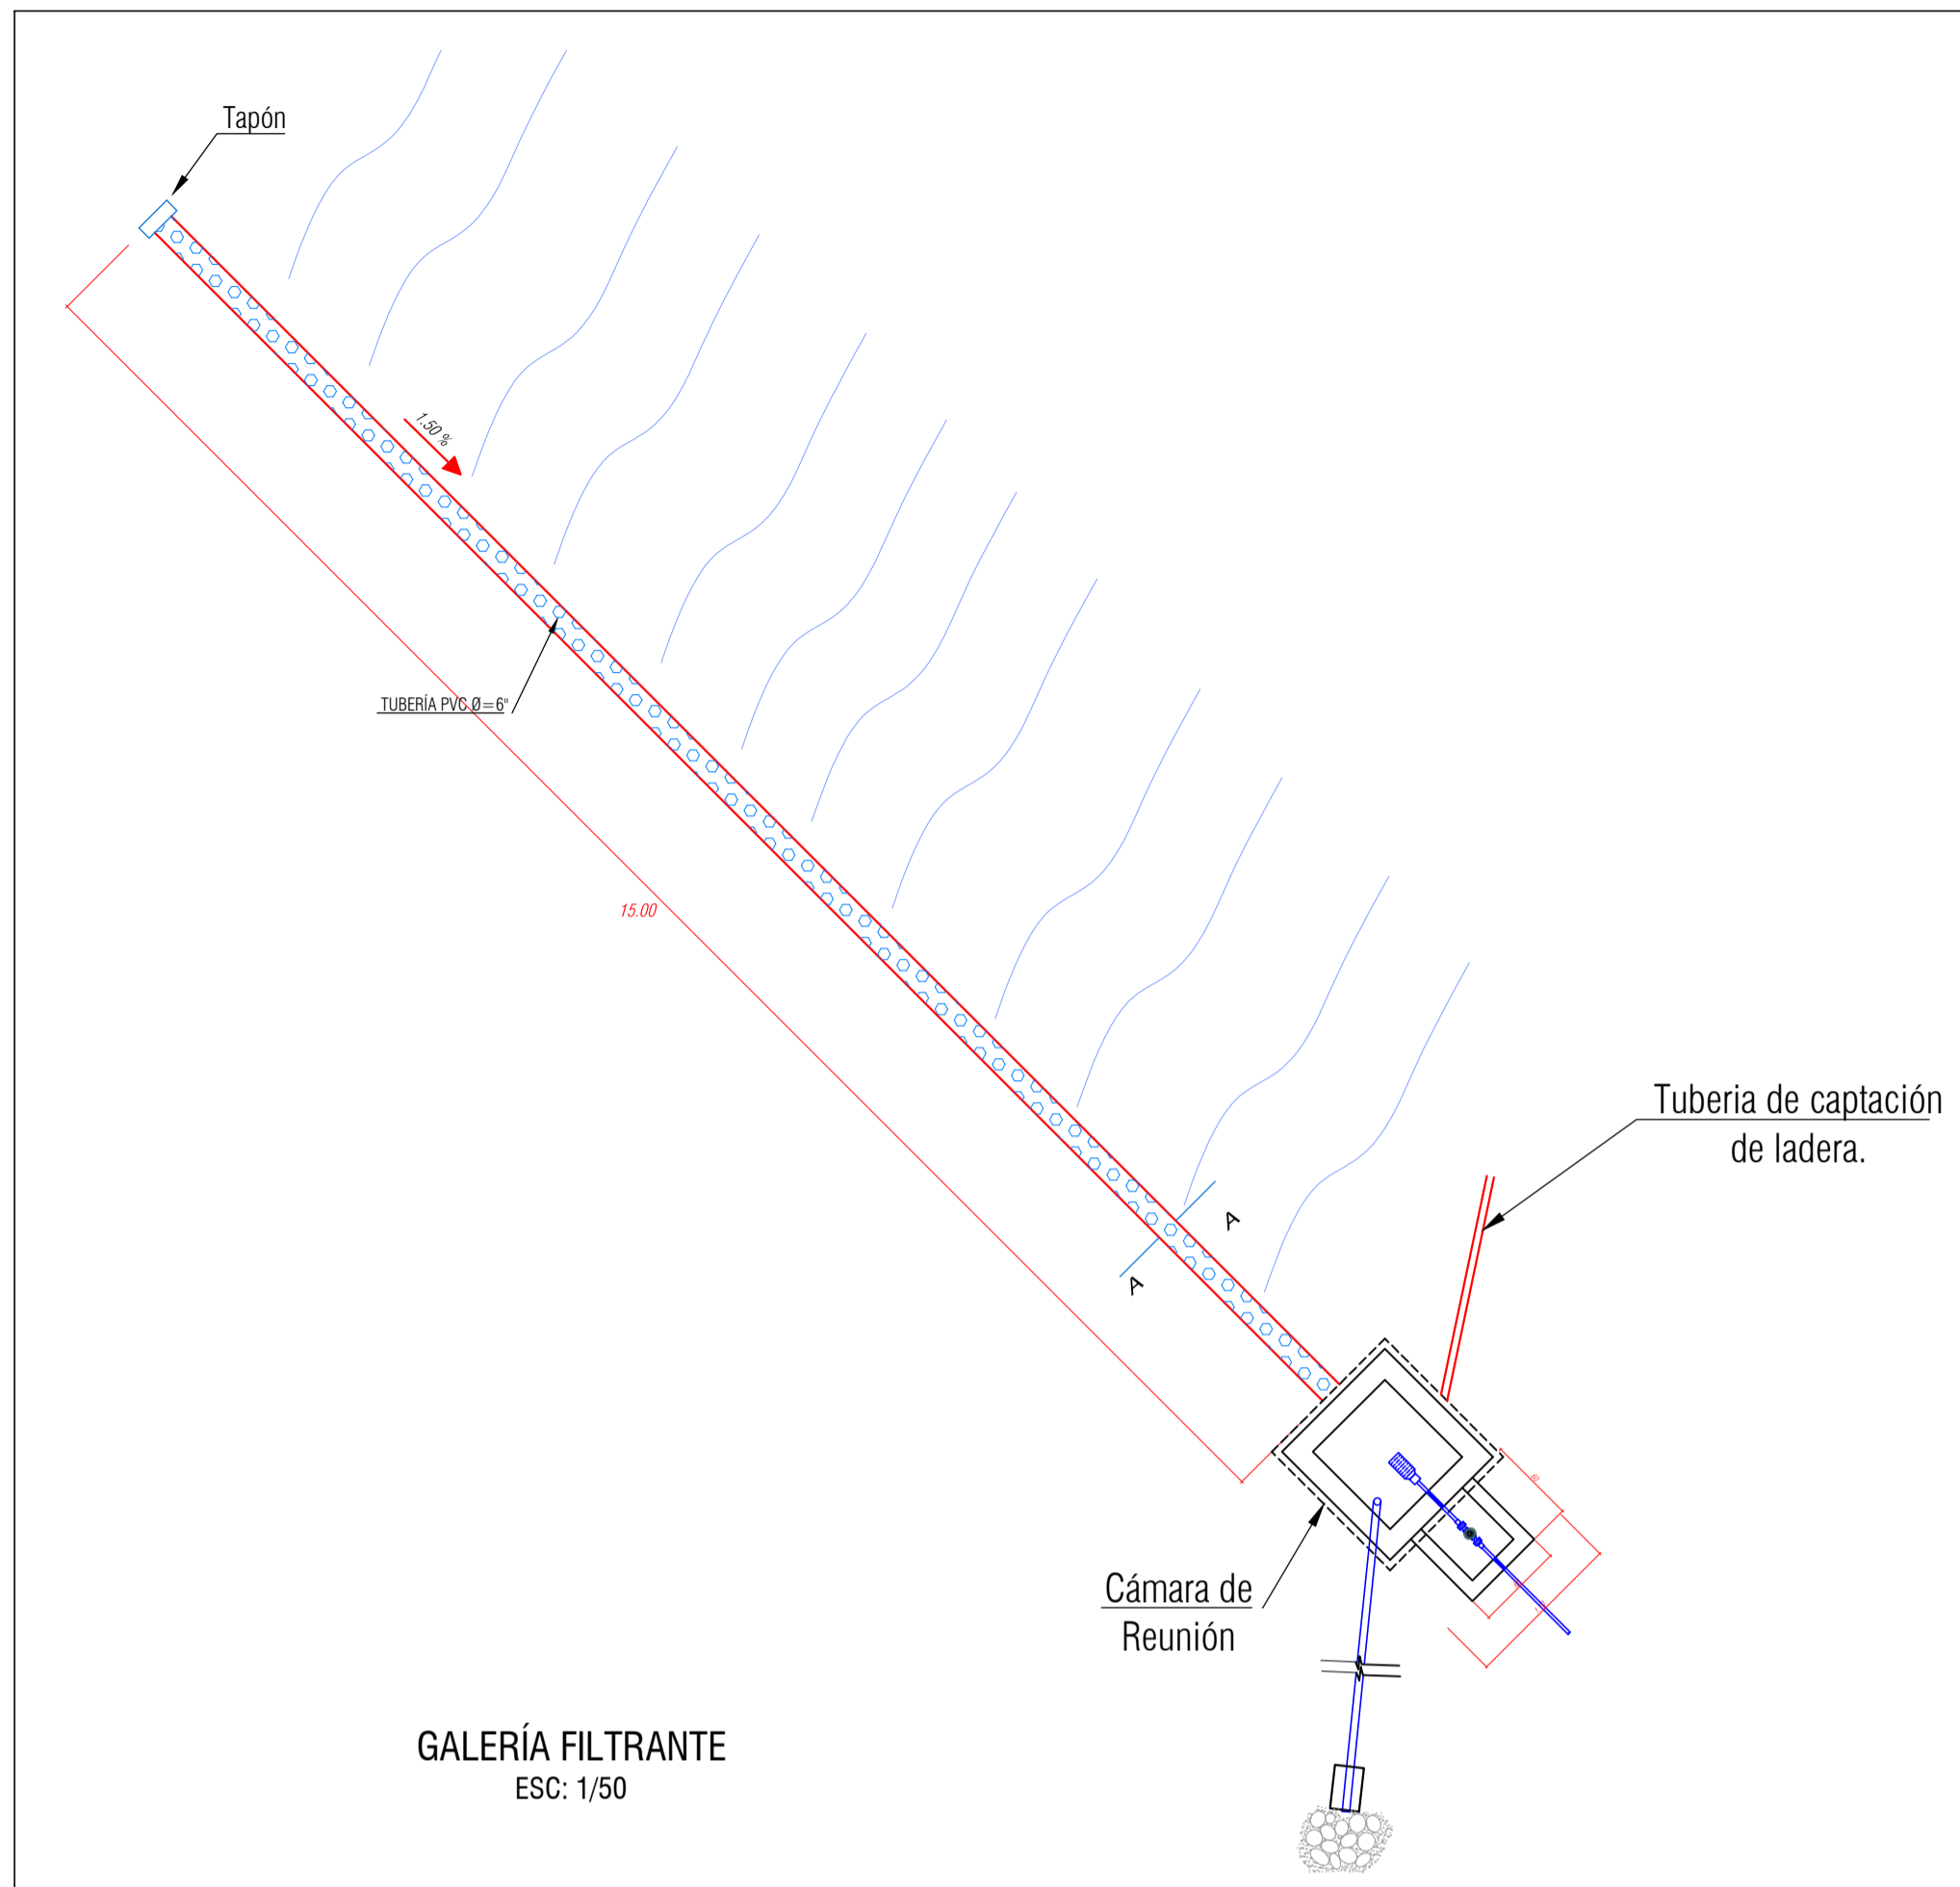 Tapón
1.50 %
TUBERÍA PVC Ø=6"
15.00
Tuberia de captación
de ladera.
A
A
Cámara de
Reunión
GALERÍA FILTRANTE
ESC: 1/50